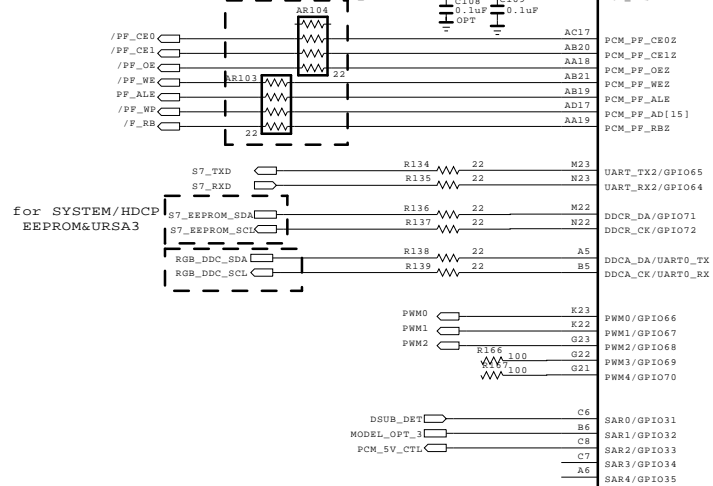 C108
0.1uF
OPT
0.1uF
AR104
22
AR103
22
/PF_CE0 AC17 PCM_PF_CE0Z
/PF_CE1 AB20 PCM_PF_CE1Z
/PF_OE AA18 PCM_PF_OEZ
/PF_WE AB21 PCM_PF_WEZ
PF_ALE AB19 PCM_PF_ALE
/PF_WP AD17 PCM_PF_AD[15]
/F_RB AA19 PCM_PF_RBZ
S7_TXD R134 22 M23 UART_TX2/GPIO65
S7_RXD R135 22 N23 UART_RX2/GPIO64
for SYSTEM/HDCP
EEPROM&URSA3
S7_EEPROM_SDA R136 22 M22 DDCR_DA/GPIO71
S7_EEPROM_SCL R137 22 N22 DDCR_CK/GPIO72
RGB_DDC_SDA R138 22 A5 DDCA_DA/UART0_TX
RGB_DDC_SCL R139 22 B5 DDCA_CK/UART0_RX
PWM0 K23 PWM0/GPIO66
PWM1 K22 PWM1/GPIO67
PWM2 G23 PWM2/GPIO68
R166 100 G22 PWM3/GPIO69
R167 100 G21 PWM4/GPIO70
DSUB_DET C6 SAR0/GPIO31
MODEL_OPT_3 B6 SAR1/GPIO32
PCM_5V_CTL C8 SAR2/GPIO33
C7 SAR3/GPIO34
A6 SAR4/GPIO35